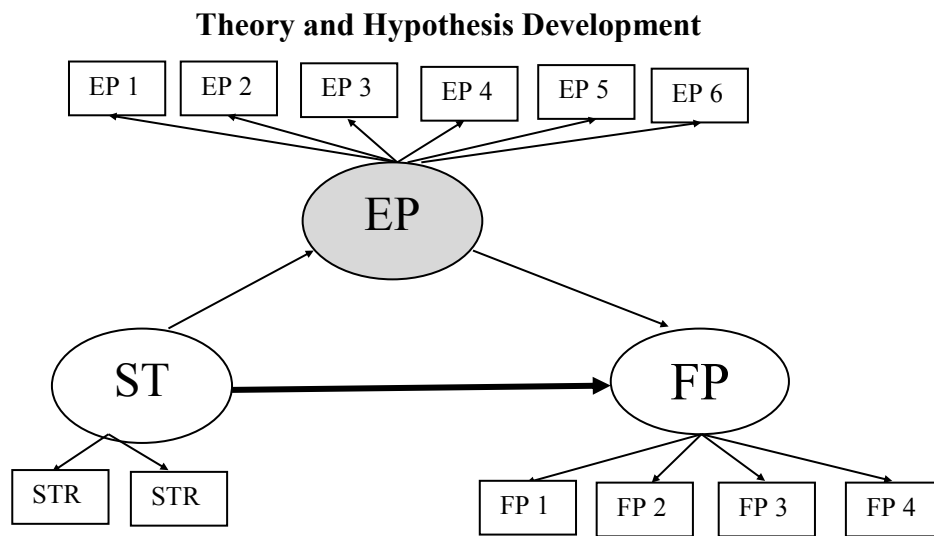 Theory and Hypothesis Development
EP 1
EP 2
EP 3
EP 4
EP 5
EP 6
EP
ST
FP
STR
STR
FP 1
FP 2
FP 3
FP 4